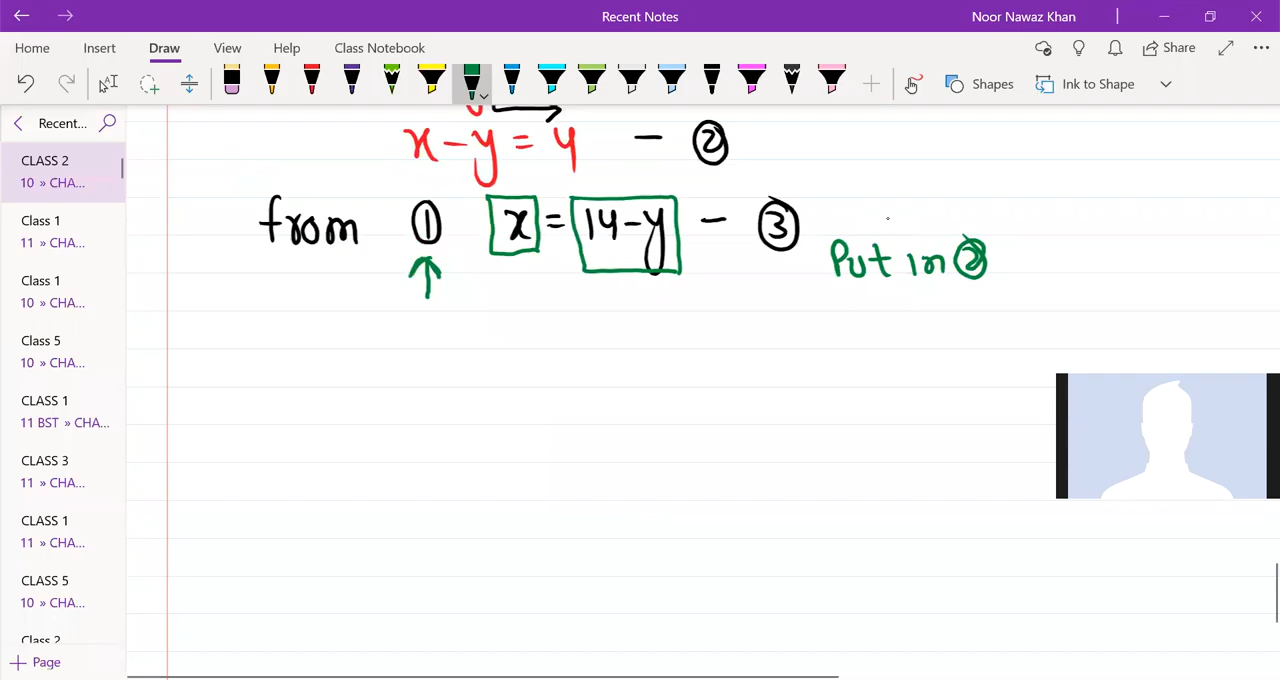 Recent Notes
Noor Nawaz Khan
Home Insert Draw View Help Class Notebook
Share
Shapes
Ink to Shape
Recent...
CLASS 2
10 » CHA...
Class 1
11 » CHA...
Class 1
10 » CHA...
Class 5
10 » CHA...
CLASS 1
11 BST » CHA...
CLASS 3
11 » CHA...
CLASS 1
11 » CHA...
CLASS 5
10 » CHA...
Class 2
+ Page
x - y = 4 - ②
from ① x = 14 - y - ③
Put in ②